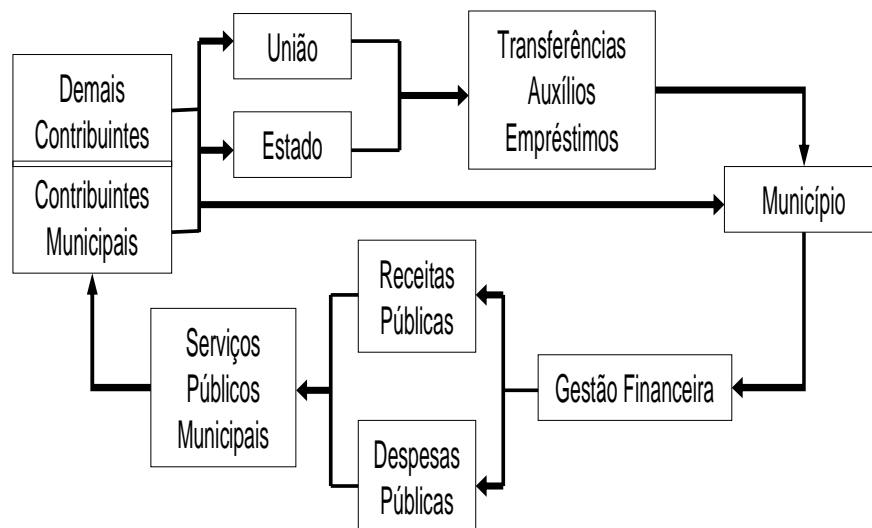 União
Transferências
Auxílios
Empréstimos
Demais
Contribuintes
Estado
Contribuintes
Municipais
Município
Receitas
Públicas
Serviços
Públicos
Municipais
Gestão Financeira
Despesas
Públicas